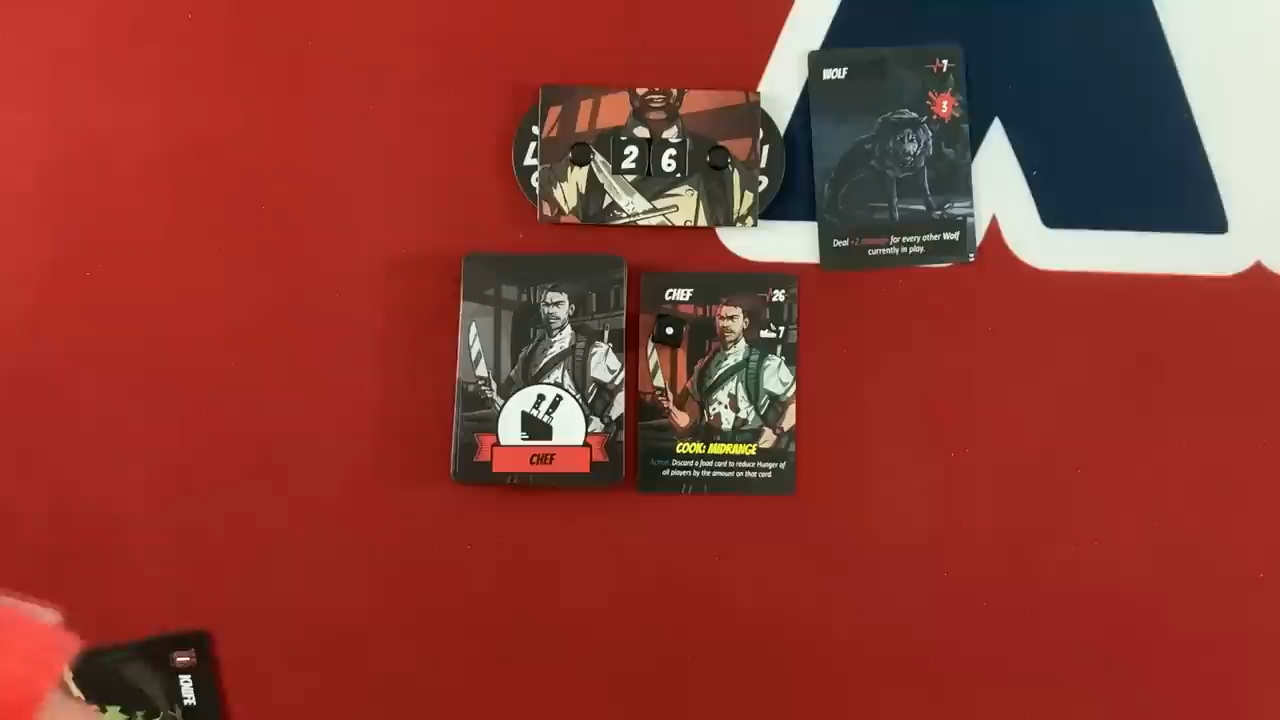 WOLF
7
3
Deal +2 damage for every other Wolf
currently in play.
2 6
CHEF
CHEF
26
7
COOK: MIDRANGE
Action: Discard a food card to reduce Hunger of
all players by the amount on that card.
1
KNIFE